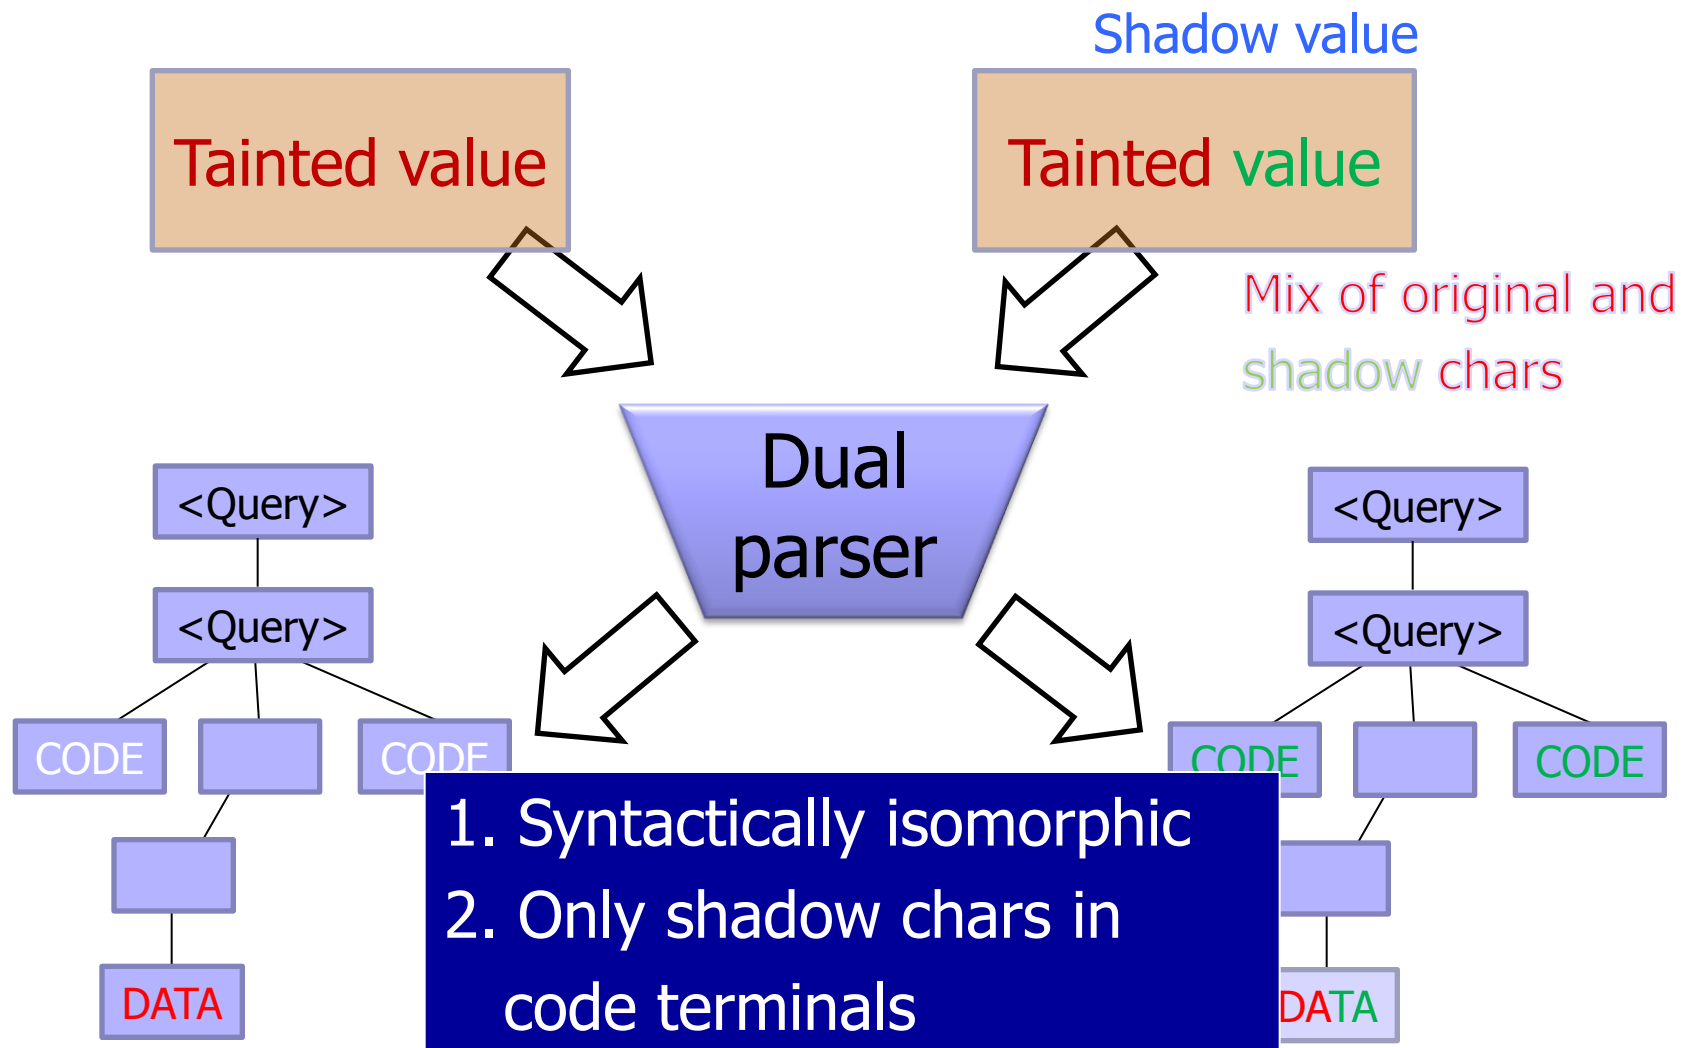 Shadow value
Tainted value
Tainted value
Mix of original and
shadow chars
Dual
parser
<Query>
<Query>
<Query>
<Query>
CODE
CODE
CODE
CODE
1. Syntactically isomorphic
2. Only shadow chars in
code terminals
DATA
DATA